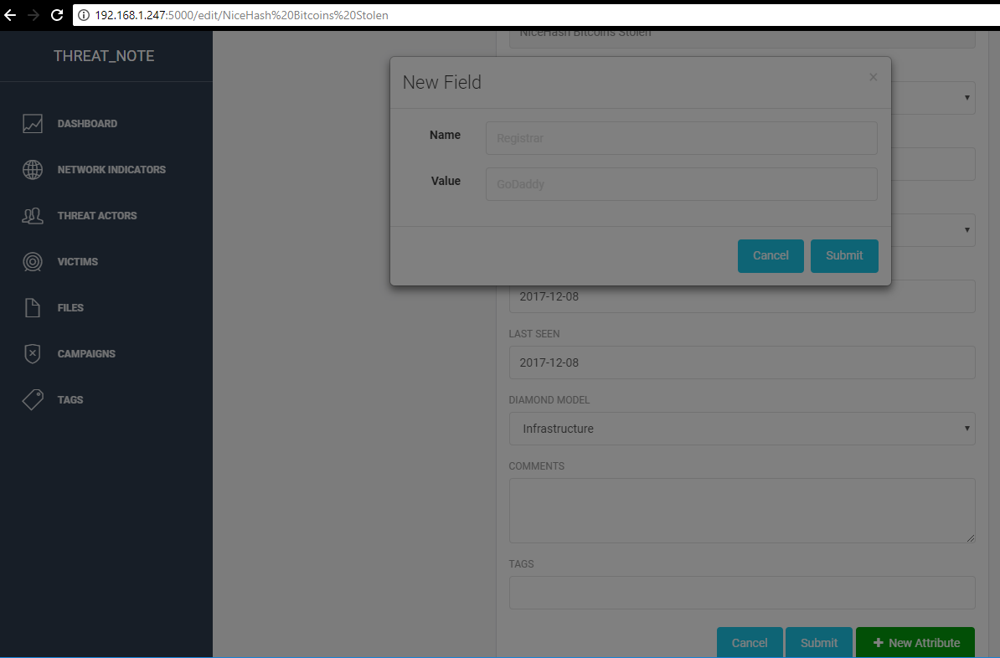 192.168.1.247:5000/edit/NiceHash%20Bitcoins%20Stolen
THREAT_NOTE
DASHBOARD
NETWORK INDICATORS
THREAT ACTORS
VICTIMS
FILES
CAMPAIGNS
TAGS
NiceHash Bitcoins Stolen
New Field
×
Name
Registrar
Value
GoDaddy
Cancel
Submit
2017-12-08
LAST SEEN
2017-12-08
DIAMOND MODEL
Infrastructure
COMMENTS
TAGS
Cancel
Submit
+ New Attribute